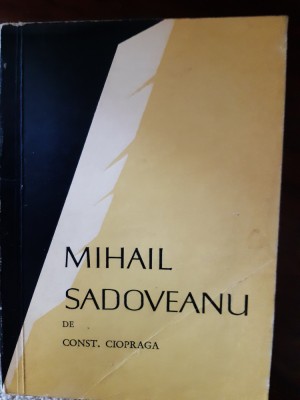 MIHAIL
SADOVEANU
DE
CONST. CIOPRAGA